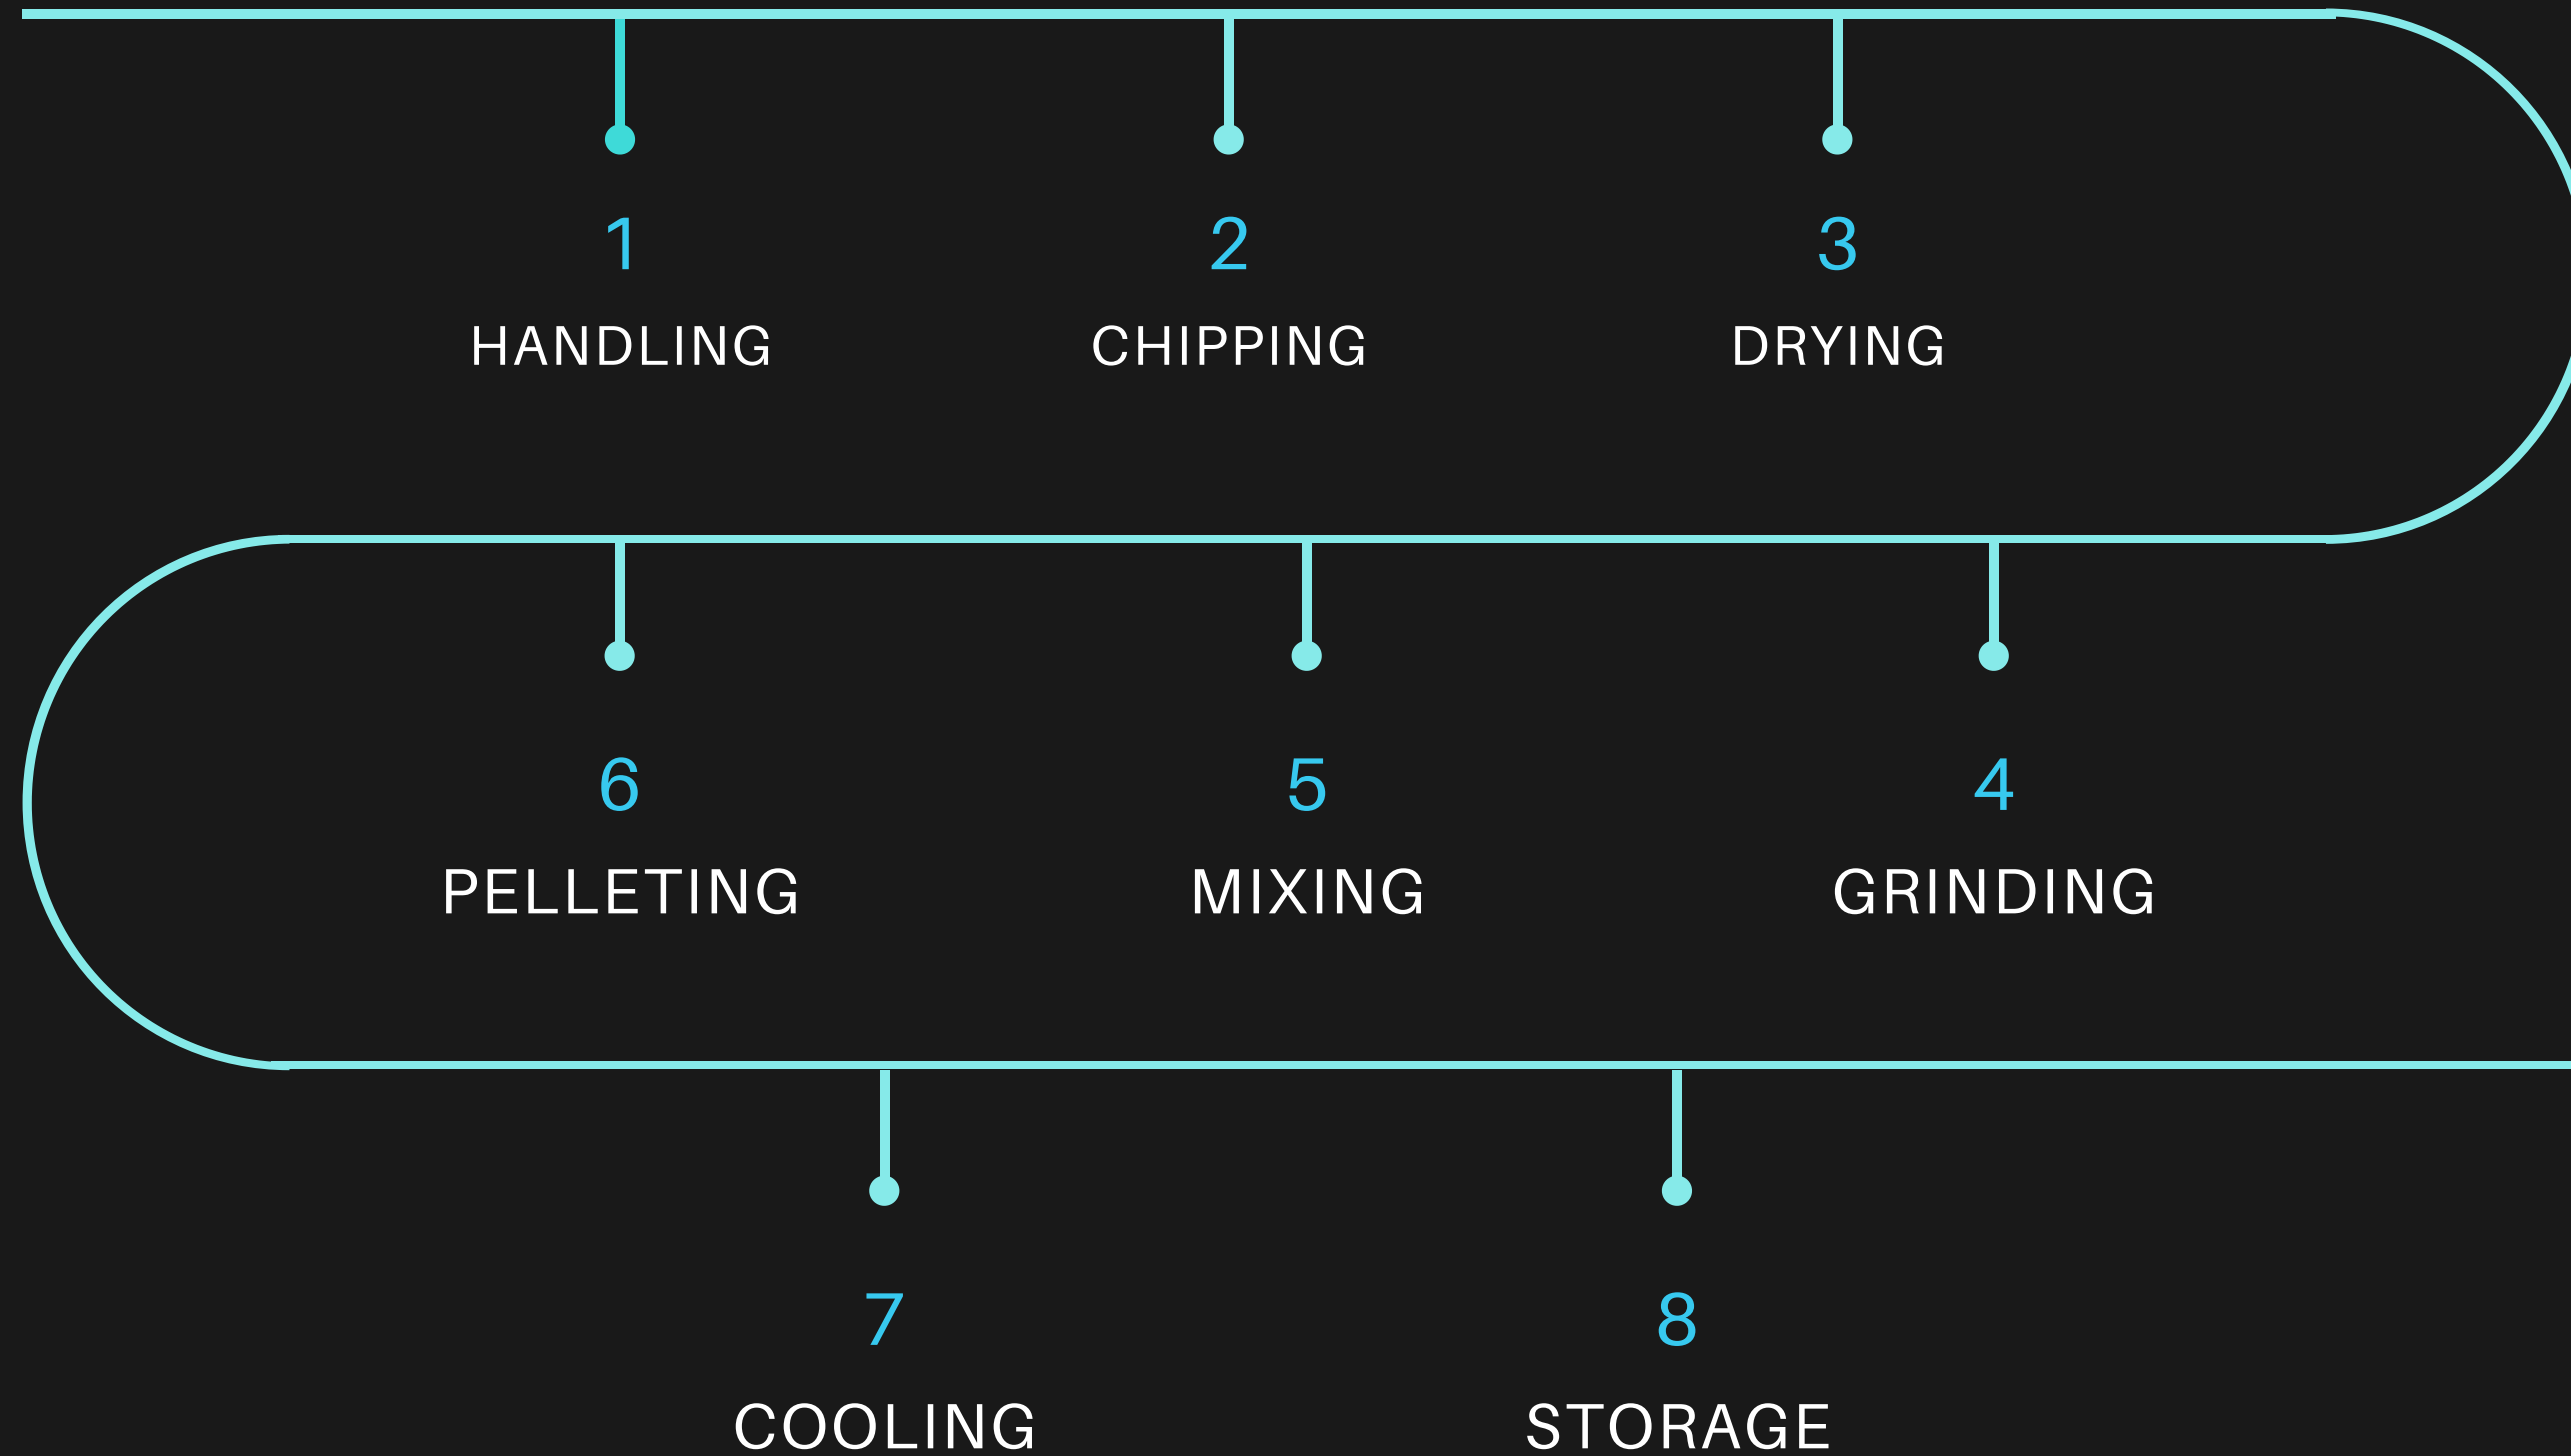 1
HANDLING
2
CHIPPING
3
DRYING
4
GRINDING
5
MIXING
6
PELLETING
7
COOLING
8
STORAGE